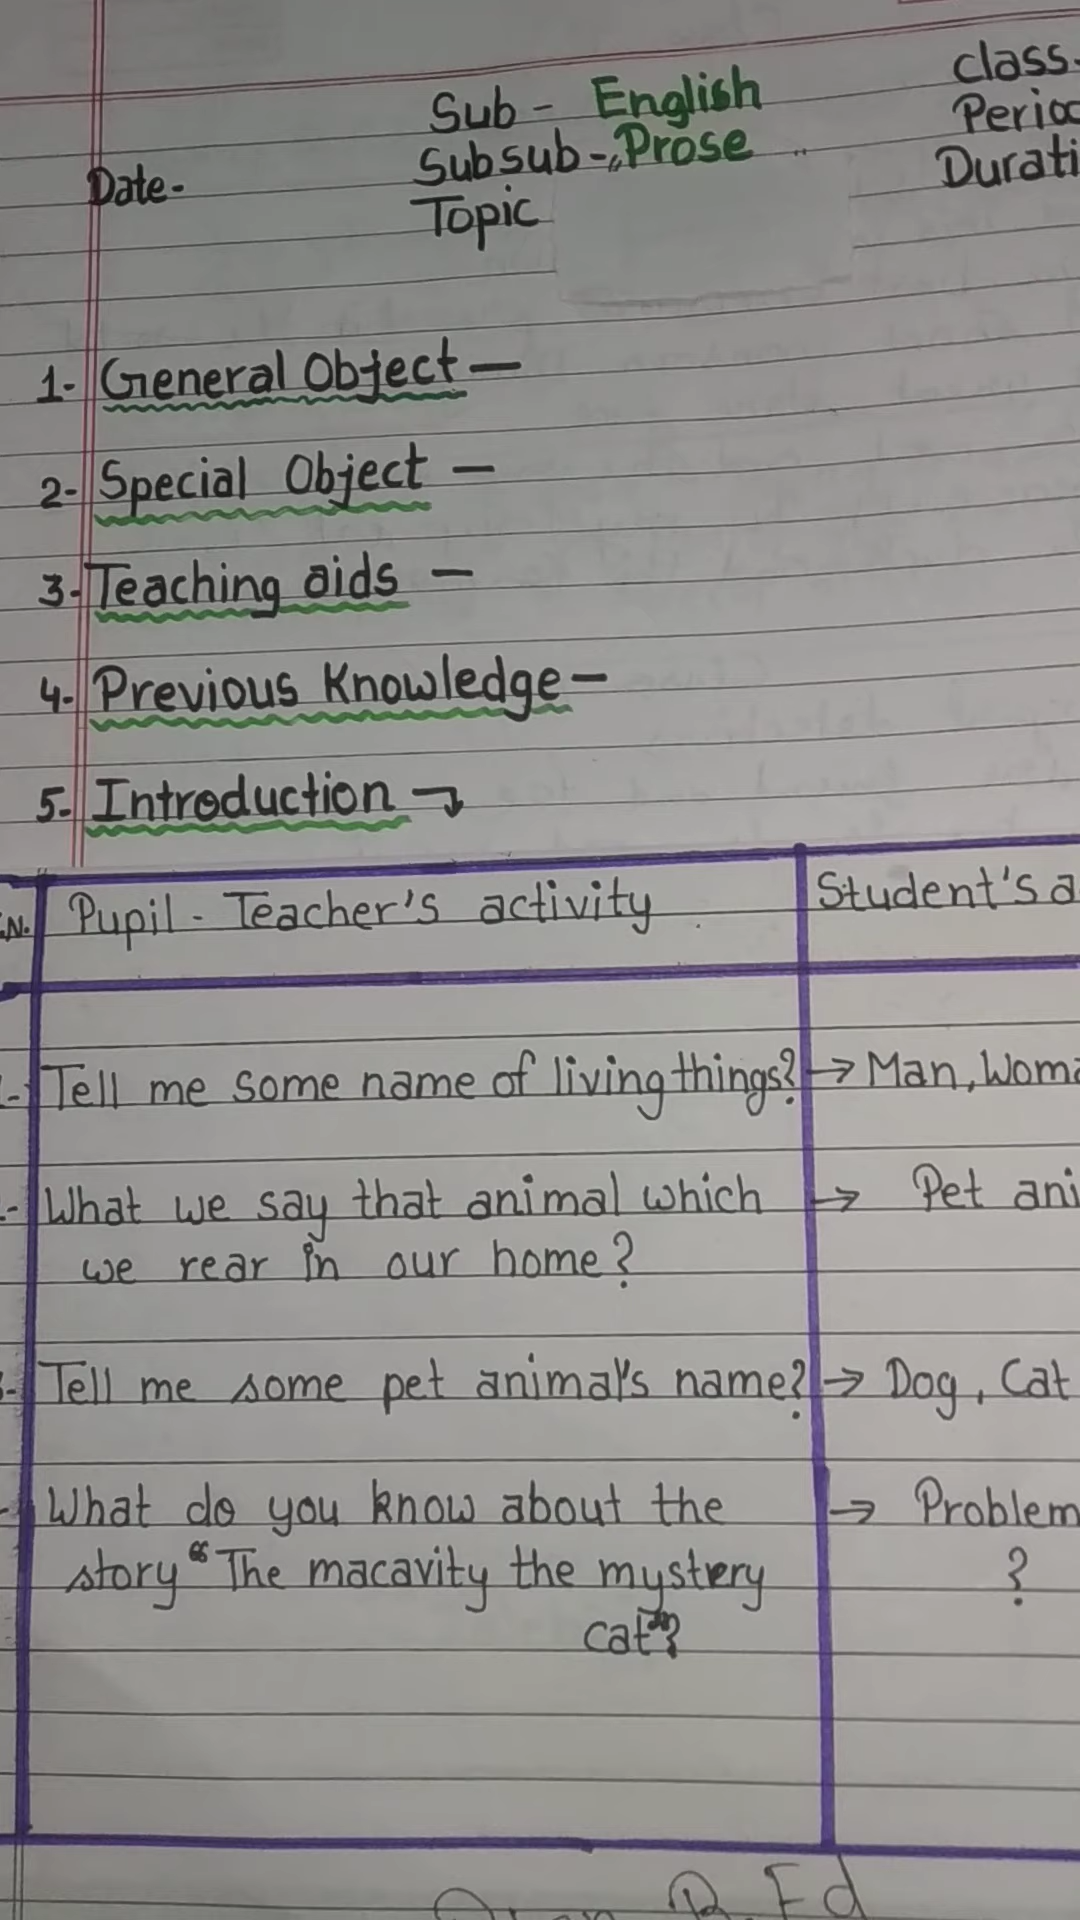 Sub - English
class-
Subsub-„Prose „
Date-
Topic
1- General Object —
2- Special Object —
3- Teaching aids —
4- Previous Knowledge —
5- Introduction →
Pupil - Teacher's activity Student's a
Tell me some name of living things? → Man, Woma
What we say that animal which → Pet ani
we rear in our home?
Tell me some pet animal's name? → Dog, Cat
What do you know about the → Problem
story “The macavity the mystery ?
cat”?
B.Ed